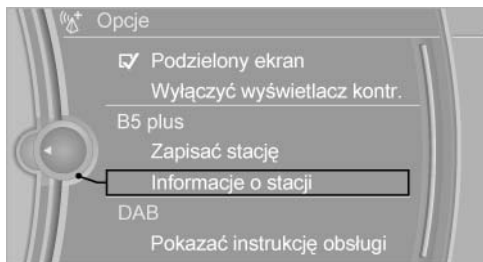 Opcje
Podzielony ekran
Wyłączyć wyświetlacz kontr.
B5 plus
Zapisać stację
Informacje o stacji
DAB
Pokazać instrukcję obsługi